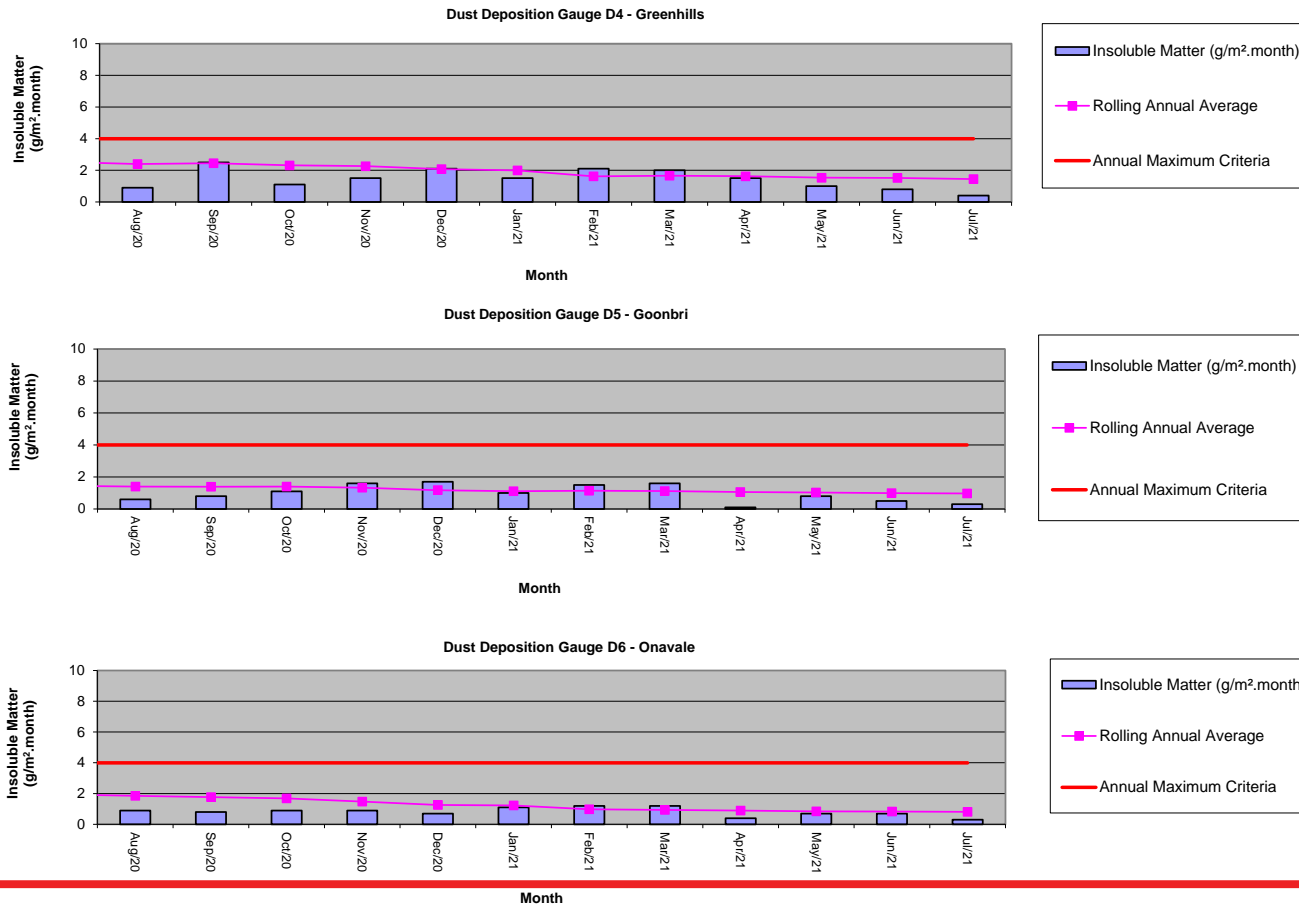 Dust Deposition Gauge D4 - Greenhills
Insoluble Matter
(g/m².month)
10
8
6
4
2
0
Aug/20
Sep/20
Oct/20
Nov/20
Dec/20
Jan/21
Feb/21
Mar/21
Apr/21
May/21
Jun/21
Jul/21
Month
Insoluble Matter (g/m².month)
Rolling Annual Average
Annual Maximum Criteria
Dust Deposition Gauge D5 - Goonbri
Insoluble Matter
(g/m².month)
10
8
6
4
2
0
Aug/20
Sep/20
Oct/20
Nov/20
Dec/20
Jan/21
Feb/21
Mar/21
Apr/21
May/21
Jun/21
Jul/21
Month
Insoluble Matter (g/m².month)
Rolling Annual Average
Annual Maximum Criteria
Dust Deposition Gauge D6 - Onavale
Insoluble Matter
(g/m².month)
10
8
6
4
2
0
Aug/20
Sep/20
Oct/20
Nov/20
Dec/20
Jan/21
Feb/21
Mar/21
Apr/21
May/21
Jun/21
Jul/21
Month
Insoluble Matter (g/m².month
Rolling Annual Average
Annual Maximum Criteria